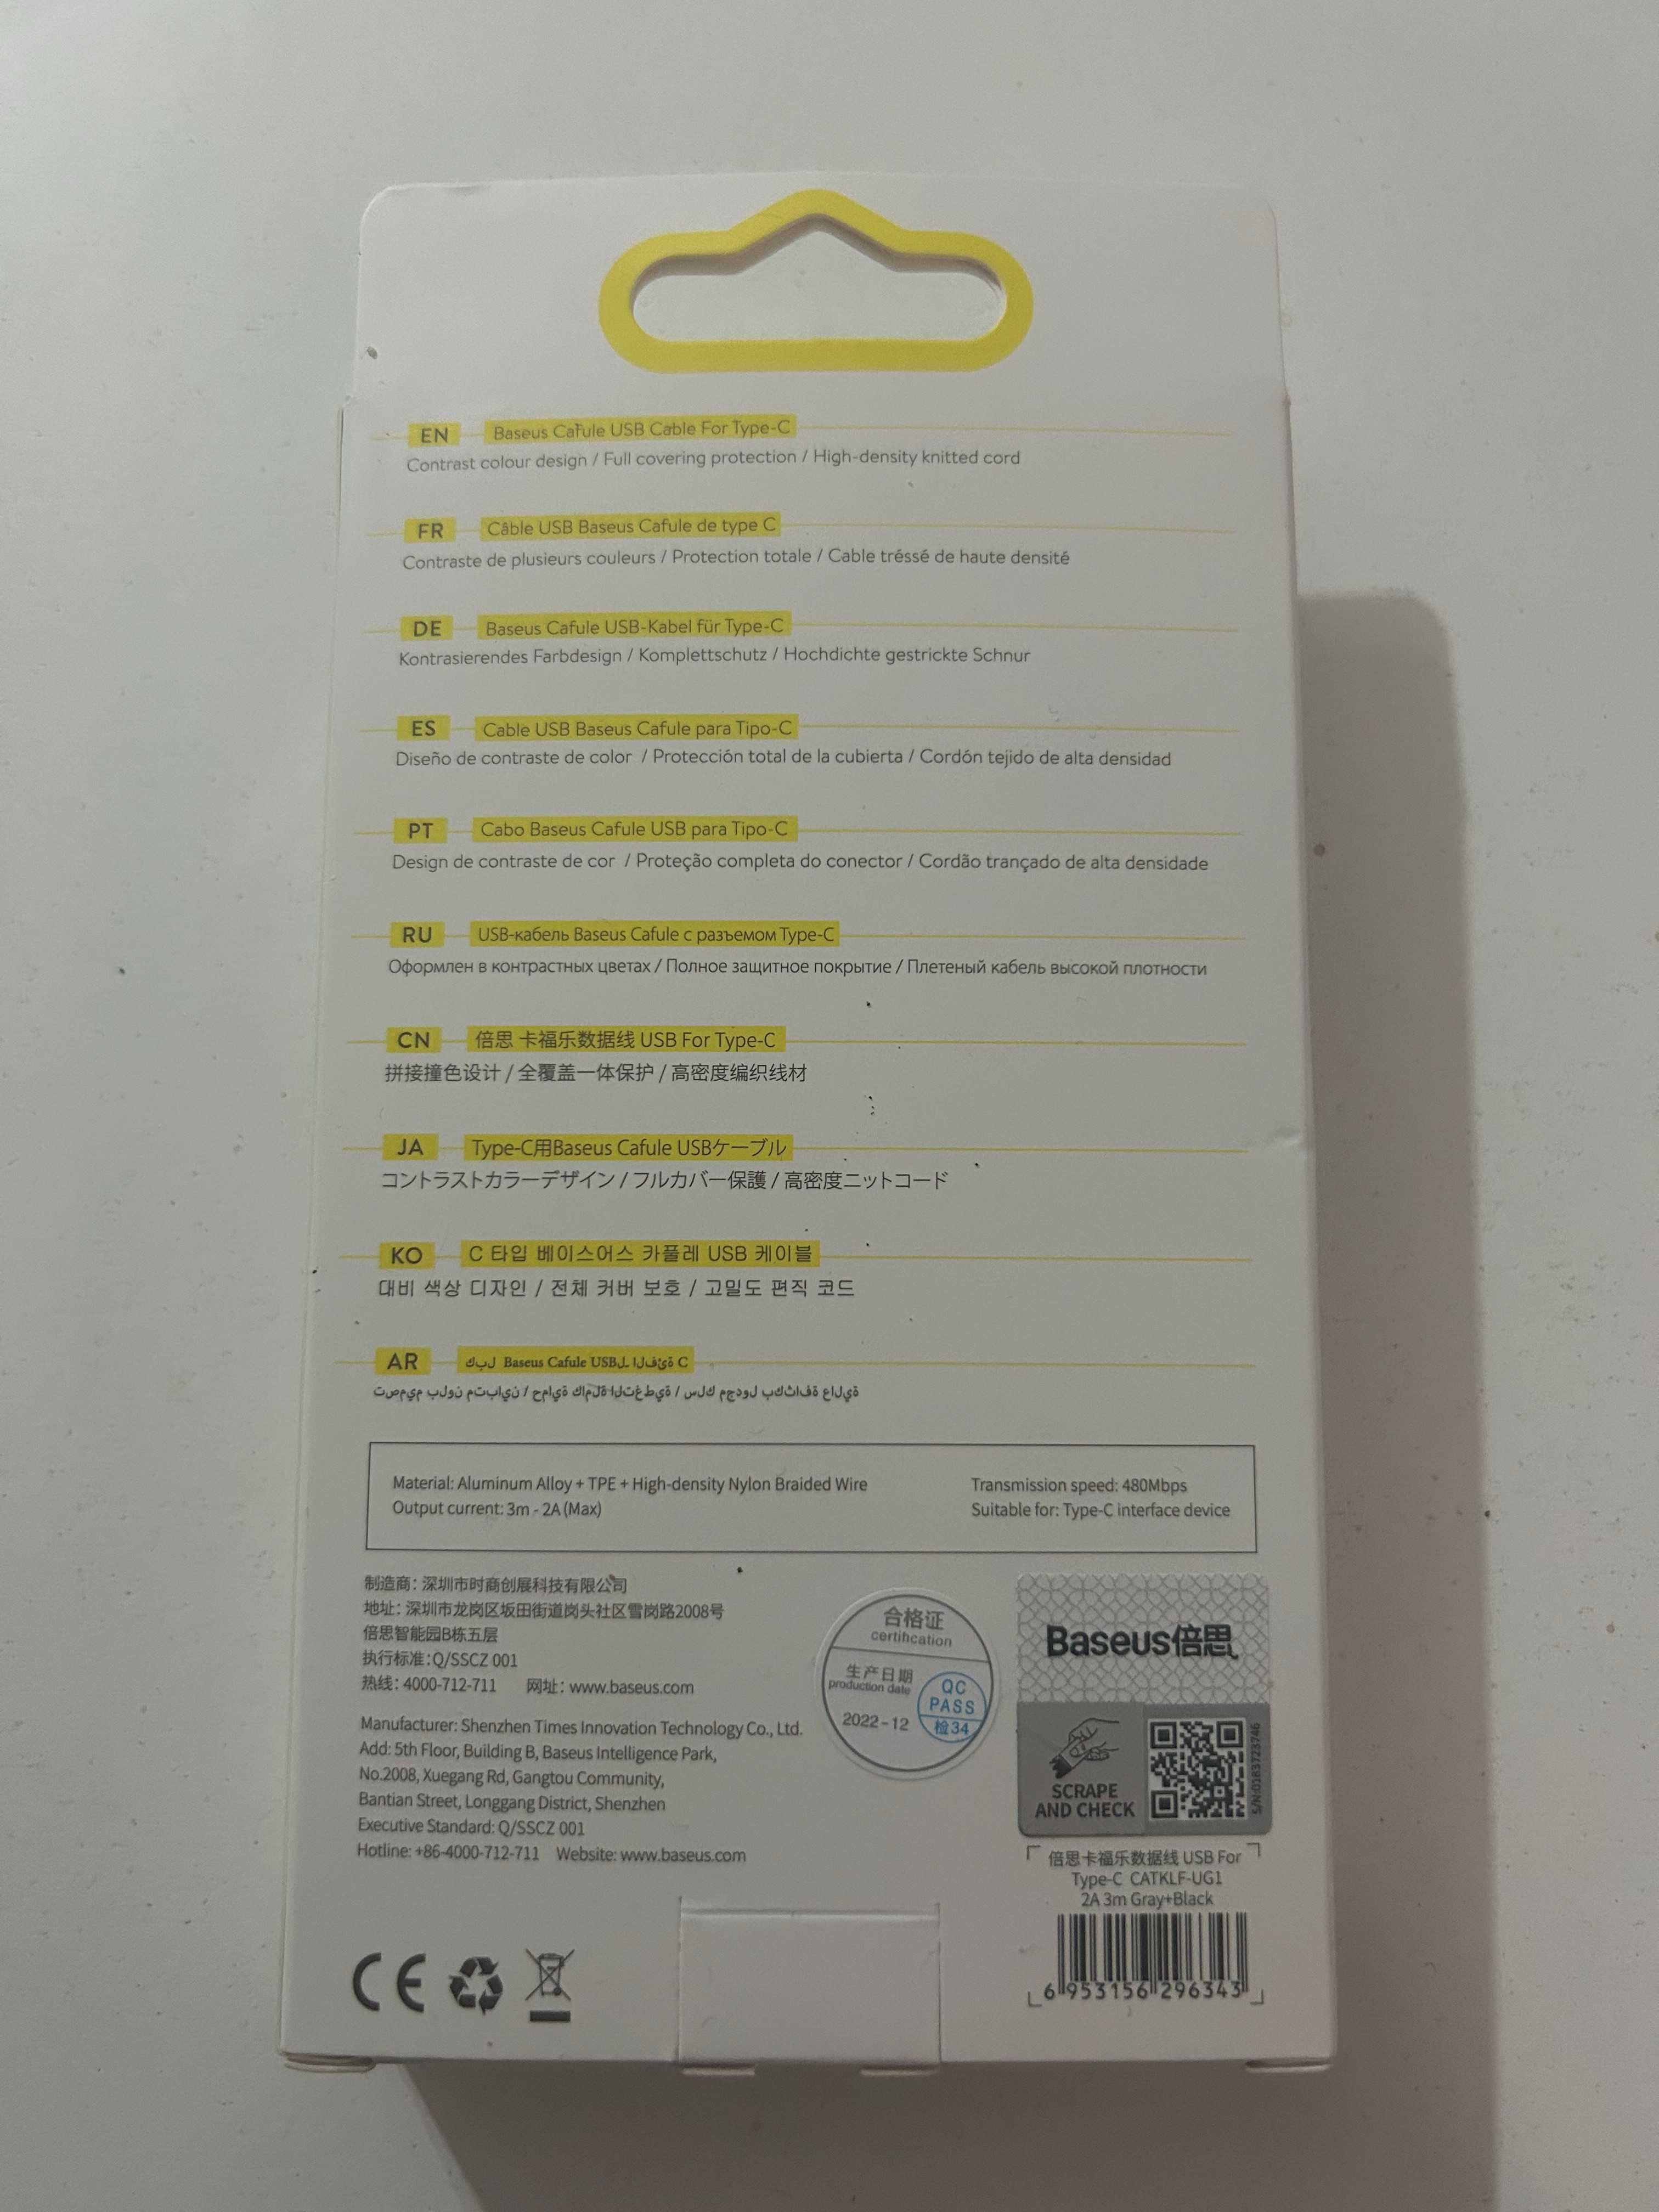 EN Baseus Cafule USB Cable For Type-C
Contrast colour design / Full covering protection / High-density knitted cord
FR Câble USB Baseus Cafule de type C
Contraste de plusieurs couleurs / Protection totale / Cable tréssé de haute densité
DE Baseus Cafule USB-Kabel für Type-C
Kontrasierendes Farbdesign / Komplettschutz / Hochdichte gestrickte Schnur
ES Cable USB Baseus Cafule para Tipo-C
Diseño de contraste de color / Protección total de la cubierta / Cordón tejido de alta densidad
PT Cabo Baseus Cafule USB para Tipo-C
Design de contraste de cor / Proteção completa do conector / Cordão trançado de alta densidade
RU USB-кабель Baseus Cafule с разъемом Type-C
Оформлен в контрастных цветах / Полное защитное покрытие / Плетеный кабель высокой плотности
CN 倍思 卡福乐数据线 USB For Type-C
拼接撞色设计 / 全覆盖一体保护 / 高密度编织线材
JA Type-C用Baseus Cafule USBケーブル
コントラストカラーデザイン / フルカバー保護 / 高密度ニットコード
KO C 타입 베이스어스 카풀레 USB 케이블
대비 색상 디자인 / 전체 커버 보호 / 고밀도 편직 코드
AR كبل Baseus Cafule USBلـ الفئة C
تصميم بلون متباين / حماية كاملة التغطية / سلك مجدول بكثافة عالية
Material: Aluminum Alloy + TPE + High-density Nylon Braided Wire
Output current: 3m - 2A (Max)
Transmission speed: 480Mbps
Suitable for: Type-C interface device
制造商: 深圳市时商创展科技有限公司
地址: 深圳市龙岗区坂田街道岗头社区雪岗路2008号
倍思智能园B栋五层
执行标准:Q/SSCZ 001
热线: 4000-712-711 网址: www.baseus.com
Manufacturer: Shenzhen Times Innovation Technology Co., Ltd.
Add: 5th Floor, Building B, Baseus Intelligence Park,
No.2008, Xuegang Rd, Gangtou Community,
Bantian Street, Longgang District, Shenzhen
Executive Standard: Q/SSCZ 001
Hotline: +86-4000-712-711 Website: www.baseus.com
合格证
certification
生产日期
production date
2022-12
QC
PASS
检34
Baseus倍思
SCRAPE
AND CHECK
S/N:0183723746
倍思卡福乐数据线 USB For
Type-C CATKLF-UG1
2A 3m Gray+Black
6 953156 296343
CE